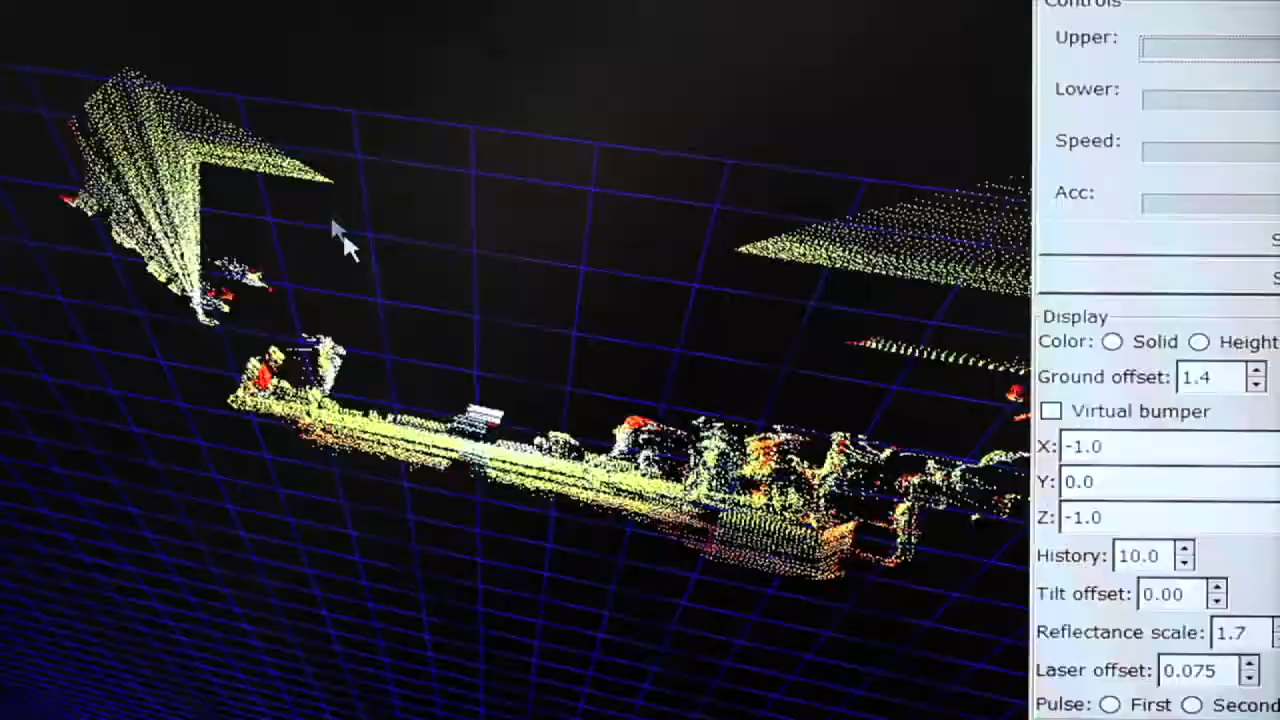 Controls
Upper:
Lower:
Speed:
Acc:
Display
Color: Solid Height
Ground offset: 1.4
Virtual bumper
X: -1.0
Y: 0.0
Z: -1.0
History: 10.0
Tilt offset: 0.00
Reflectance scale: 1.7
Laser offset: 0.075
Pulse: First Second